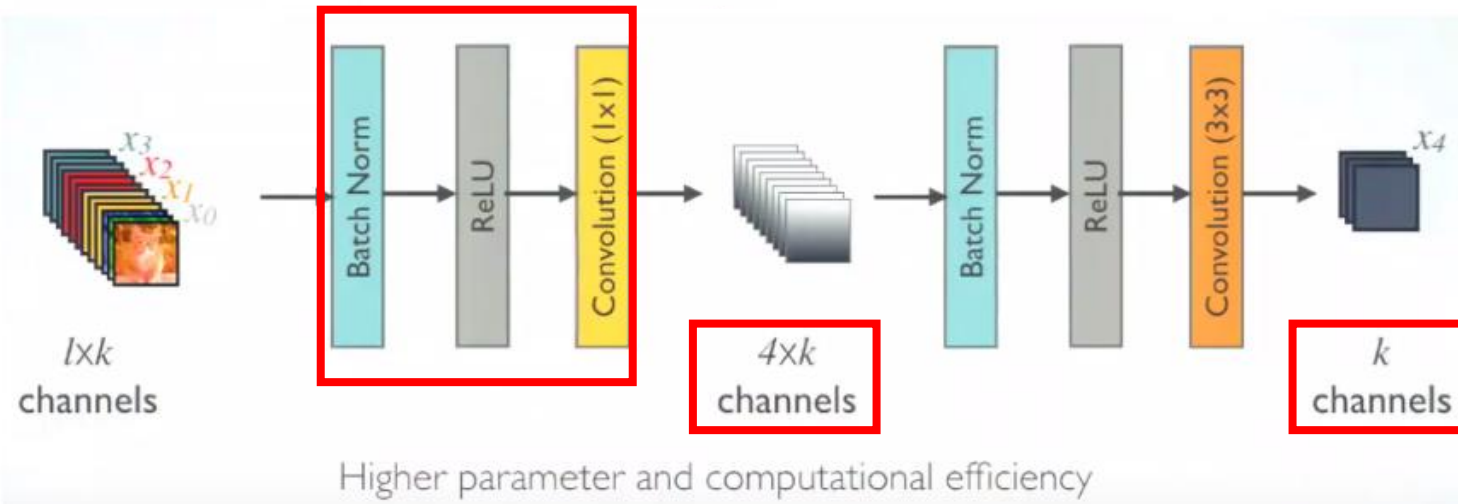 x3
x2
x1
x0
Batch Norm
ReLU
Convolution (1x1)
Batch Norm
ReLU
Convolution (3x3)
x4
l×k
channels
4×k
channels
k
channels
Higher parameter and computational efficiency